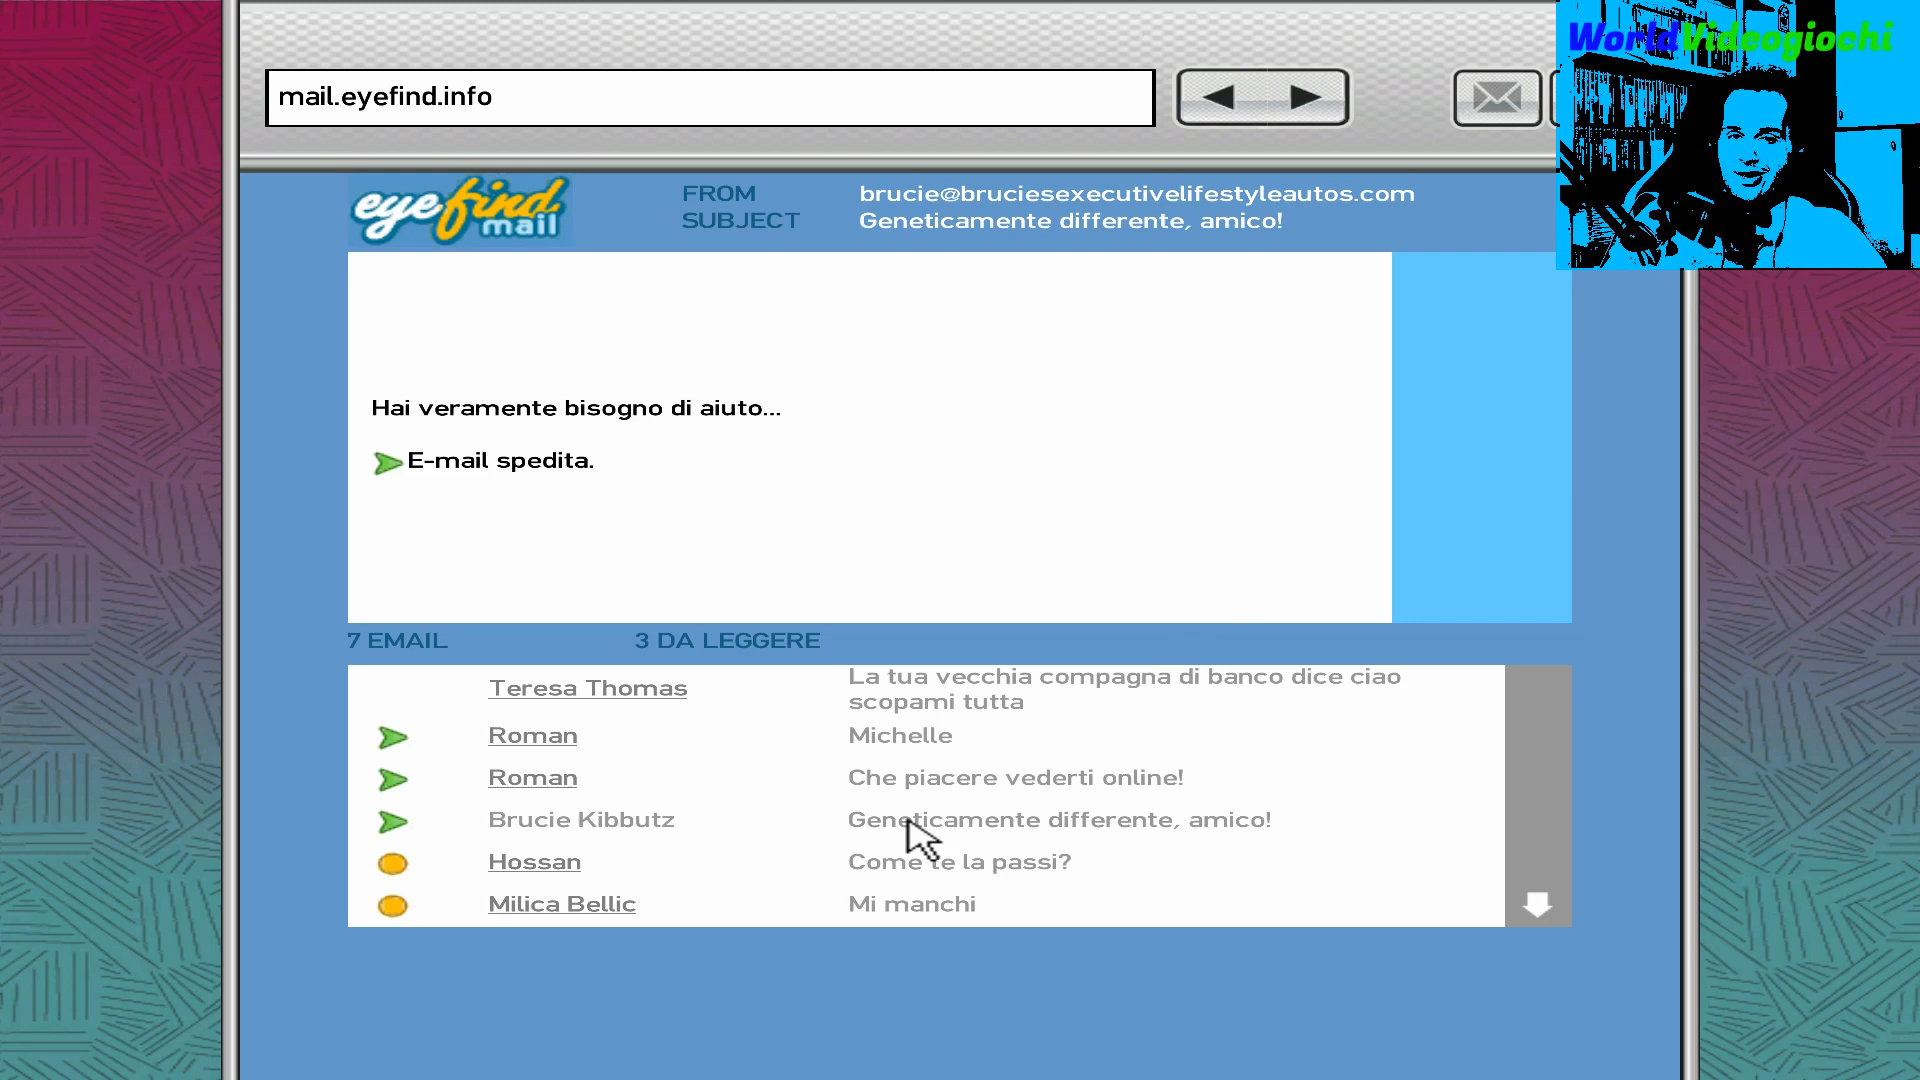 WorldVideogiochi
mail.eyefind.info
eyefind mail
FROM brucie@bruciesexecutivelifestyleautos.com
SUBJECT Geneticamente differente, amico!
Hai veramente bisogno di aiuto...
E-mail spedita.
7 EMAIL 3 DA LEGGERE
Teresa Thomas La tua vecchia compagna di banco dice ciao
scopami tutta
Roman Michelle
Roman Che piacere vederti online!
Brucie Kibbutz Geneticamente differente, amico!
Hossan Come te la passi?
Milica Bellic Mi manchi